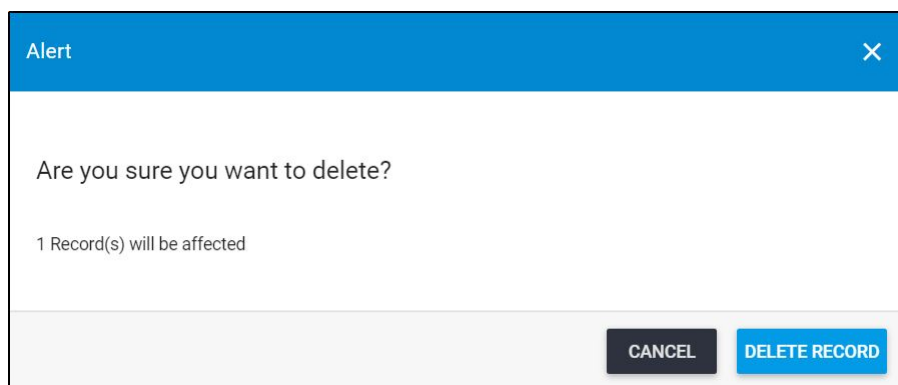 Alert
Are you sure you want to delete?
1 Record(s) will be affected
CANCEL DELETE RECORD